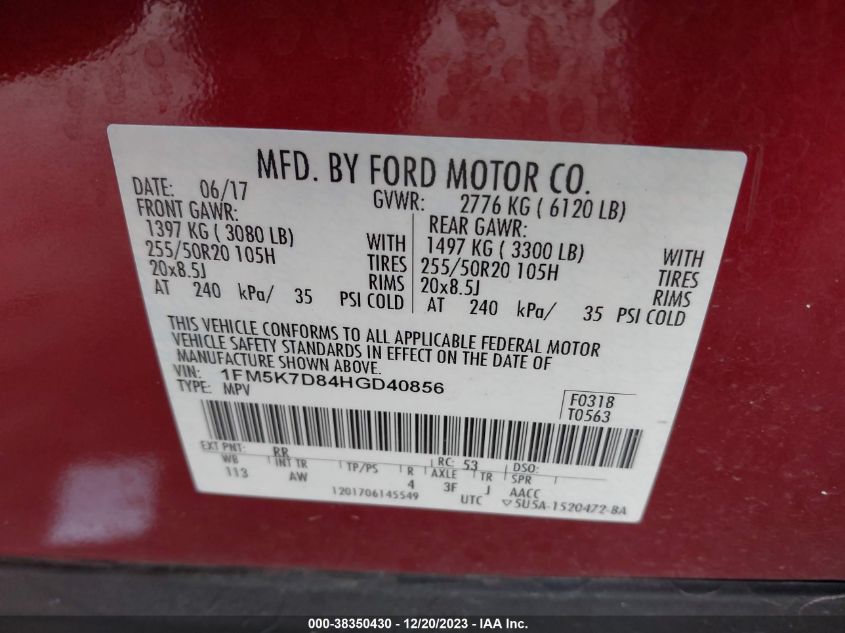 MFD. BY FORD MOTOR CO.
DATE: 06/17 GVWR: 2776 KG ( 6120 LB)
FRONT GAWR: REAR GAWR:
1397 KG ( 3080 LB) WITH 1497 KG ( 3300 LB) WITH
255/50R20 105H TIRES 255/50R20 105H TIRES
20x8.5J RIMS 20x8.5J RIMS
AT 240 kPa/ 35 PSI COLD AT 240 kPa/ 35 PSI COLD
THIS VEHICLE CONFORMS TO ALL APPLICABLE FEDERAL MOTOR
VEHICLE SAFETY STANDARDS IN EFFECT ON THE DATE OF
MANUFACTURE SHOWN ABOVE.
VIN: 1FM5K7D84HGD40856
TYPE: MPV
F0318
T0563
EXT PNT: RR RC: 53 DSO:
WB INT TR TP/PS R AXLE TR SPR
113 AW 4 3F J AACC
1201706145549 UTC ▽5U5A-1520472-BA
000-38350430 - 12/20/2023 - IAA Inc.